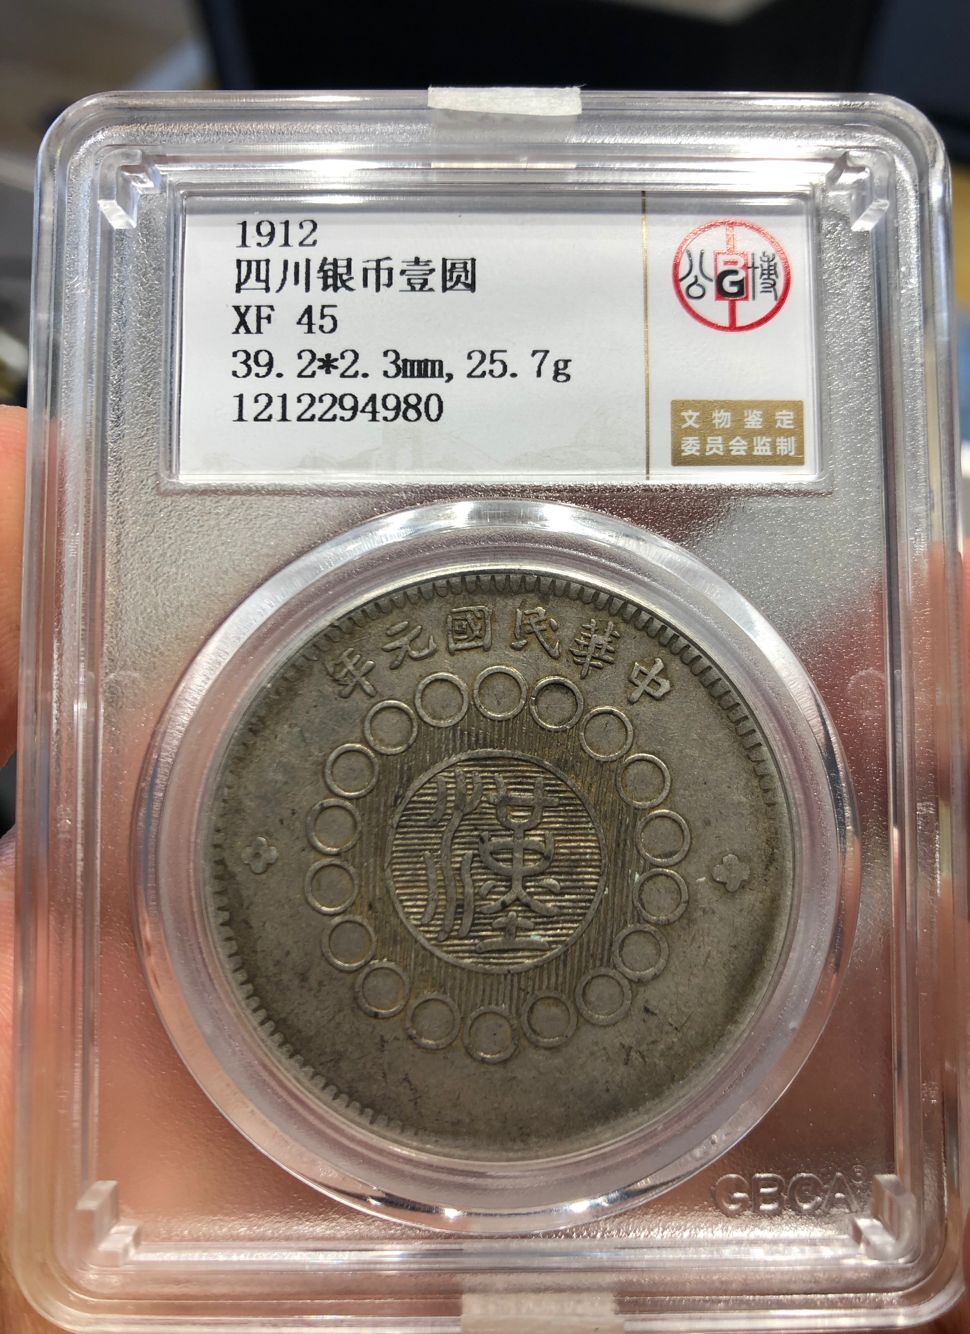 1912
四川银币壹圆
XF 45
39.2*2.3mm,25.7g
1212294980
公 G 博
文物鉴定
委员会监制
年元國民華中
漢
GBCA